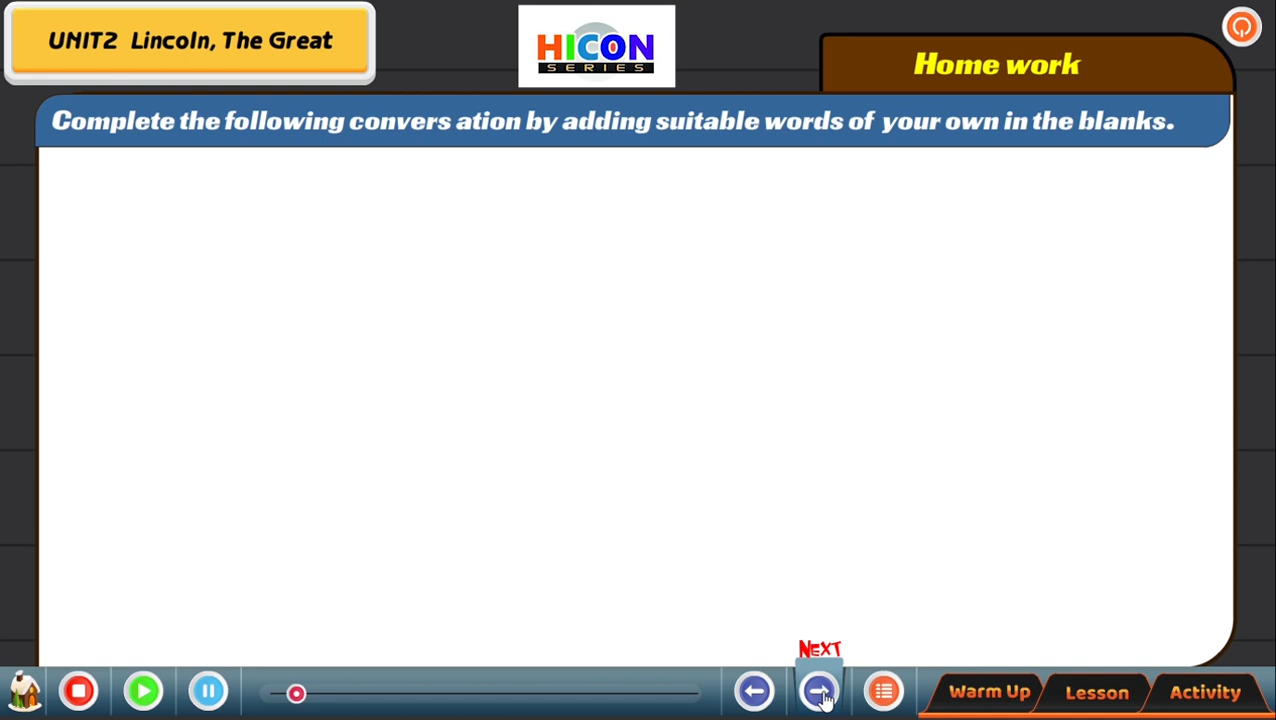 UNIT2 Lincoln, The Great
HICON
SERIES
Home work
Complete the following convers ation by adding suitable words of your own in the blanks.
NEXT
Warm Up
Lesson
Activity